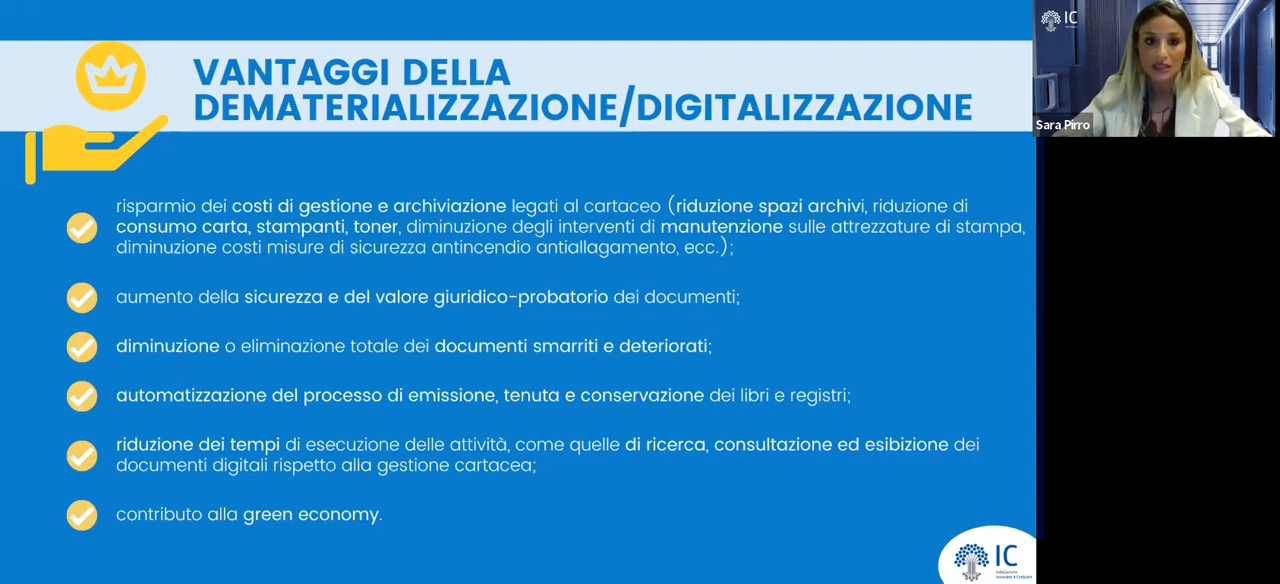 VANTAGGI DELLA
DEMATERIALIZZAZIONE/DIGITALIZZAZIONE
IC
Sara Pirro
risparmio dei costi di gestione e archiviazione legati al cartaceo (riduzione spazi archivi, riduzione di
consumo carta, stampanti, toner, diminuzione degli interventi di manutenzione sulle attrezzature di stampa,
diminuzione costi misure di sicurezza antincendio antiallagamento, ecc.);
aumento della sicurezza e del valore giuridico-probatorio dei documenti;
diminuzione o eliminazione totale dei documenti smarriti e deteriorati;
automatizzazione del processo di emissione, tenuta e conservazione dei libri e registri;
riduzione dei tempi di esecuzione delle attività, come quelle di ricerca, consultazione ed esibizione dei
documenti digitali rispetto alla gestione cartacea;
contributo alla green economy.
IC
Innovare è Crescere